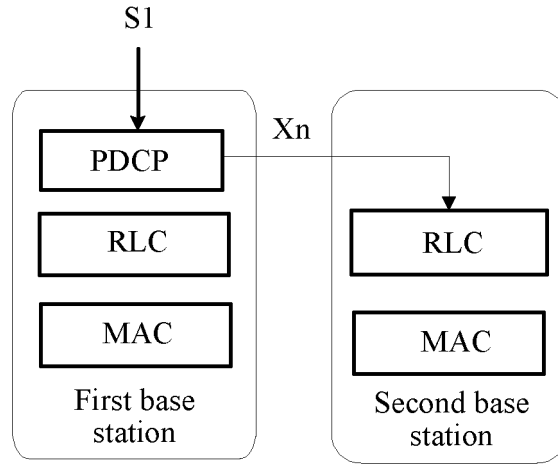 S1
Xn
PDCP
RLC
MAC
First base
station
RLC
MAC
Second base
station